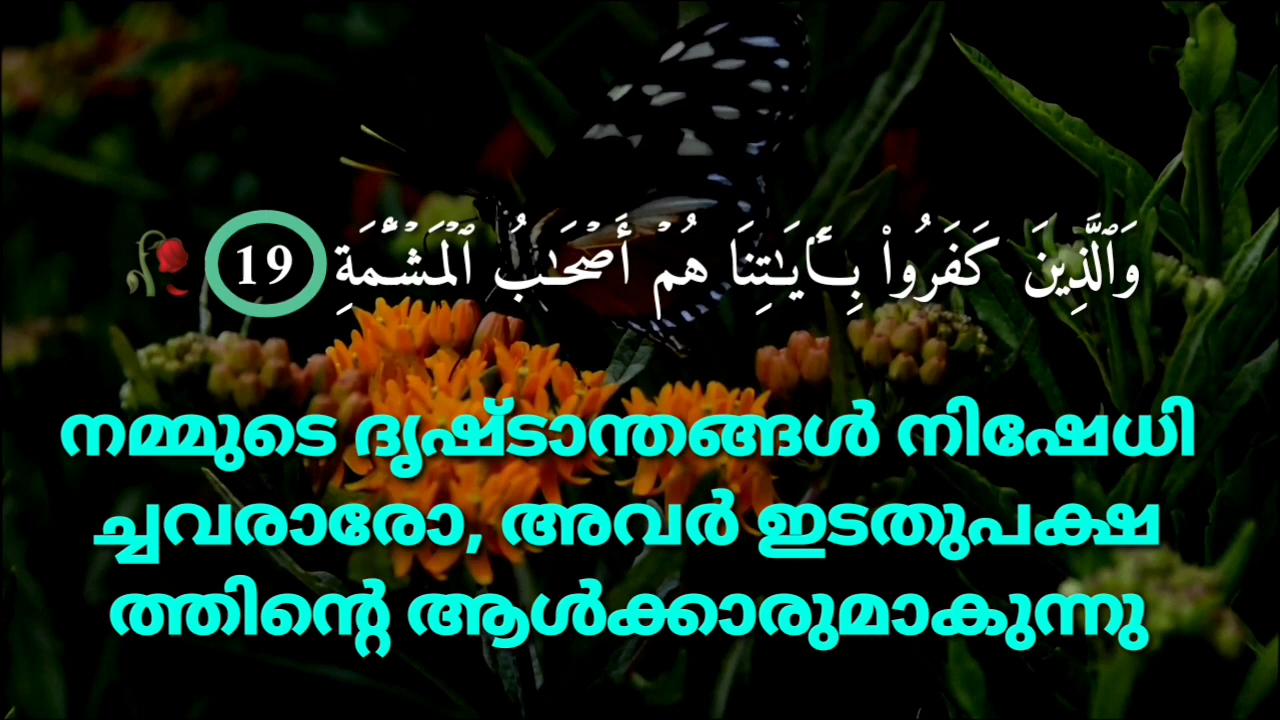 وَٱلَّذِينَ كَفَرُوا۟ بِـَٔايَـٰتِنَا هُمْ أَصْحَـٰبُ ٱلْمَشْـَٔمَةِ 19
നമ്മുടെ ദൃഷ്ടാന്തങ്ങൾ നിഷേധി
ച്ചവരാരോ, അവർ ഇടതുപക്ഷ
ത്തിന്റെ ആൾക്കാരുമാകുന്നു